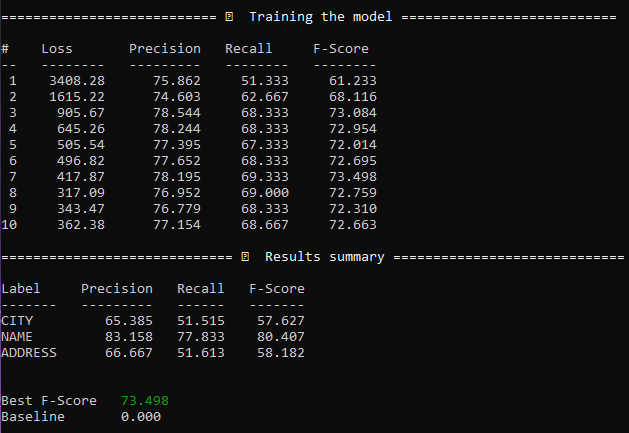 =========================== ⍰  Training the model ===========================
#    Loss       Precision   Recall     F-Score
--   --------   ---------   --------   --------
 1    3408.28      75.862     51.333     61.233
 2    1615.22      74.603     62.667     68.116
 3     905.67      78.544     68.333     73.084
 4     645.26      78.244     68.333     72.954
 5     505.54      77.395     67.333     72.014
 6     496.82      77.652     68.333     72.695
 7     417.87      78.195     69.333     73.498
 8     317.09      76.952     69.000     72.759
 9     343.47      76.779     68.333     72.310
10     362.38      77.154     68.667     72.663
============================= ⍰  Results summary =============================
Label     Precision   Recall   F-Score
-------   ---------   ------   -------
CITY         65.385   51.515    57.627
NAME         83.158   77.833    80.407
ADDRESS      66.667   51.613    58.182
Best F-Score   73.498
Baseline       0.000